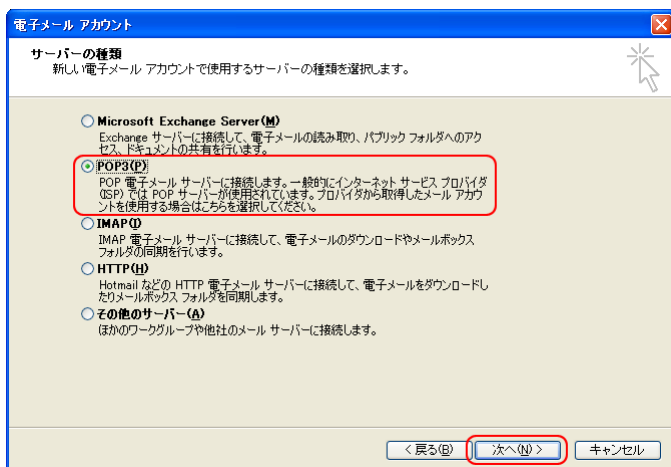 電子メール アカウント
サーバーの種類
新しい電子メール アカウントで使用するサーバーの種類を選択します。
Microsoft Exchange Server(M)
Exchange サーバーに接続して、電子メールの読み取り、パブリック フォルダへのアク
セス、ドキュメントの共有を行います。
POP3(P)
POP 電子メール サーバーに接続します。一般的にインターネット サービス プロバイダ
(ISP) では POP サーバーが使用されています。プロバイダから取得したメール アカウ
ントを使用する場合はこちらを選択してください。
IMAP(I)
IMAP 電子メール サーバーに接続して、電子メールのダウンロードやメールボックス
フォルダの同期を行います。
HTTP(H)
Hotmail などの HTTP 電子メール サーバーに接続して、電子メールをダウンロードし
たりメールボックス フォルダを同期します。
その他のサーバー(A)
ほかのワークグループや他社のメール サーバーに接続します。
< 戻る(B) 次へ(N) > キャンセル